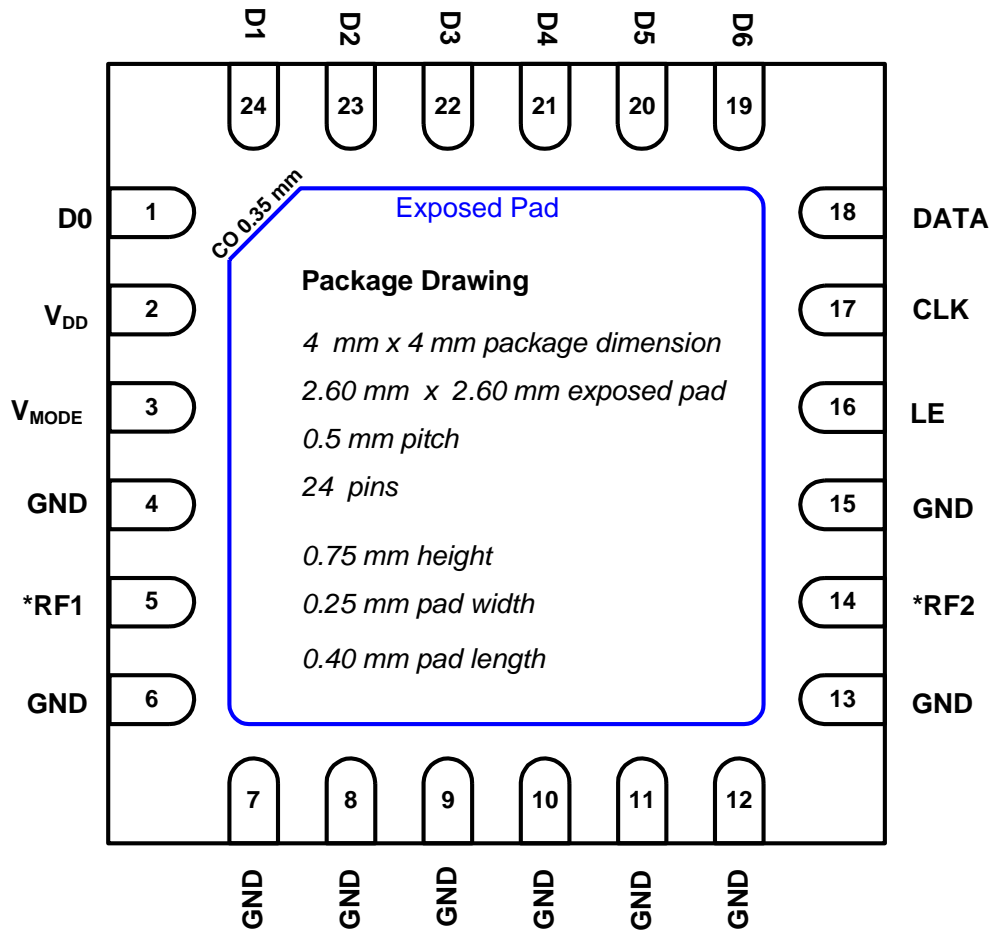 D1 D2 D3 D4 D5 D6
24 23 22 21 20 19
CO 0.35 mm
Exposed Pad
D0 1
18 DATA
V_DD 2
17 CLK
V_MODE 3
16 LE
GND 4
15 GND
*RF1 5
14 *RF2
GND 6
13 GND
Package Drawing
4 mm x 4 mm package dimension
2.60 mm x 2.60 mm exposed pad
0.5 mm pitch
24 pins
0.75 mm height
0.25 mm pad width
0.40 mm pad length
7 8 9 10 11 12
GND GND GND GND GND GND